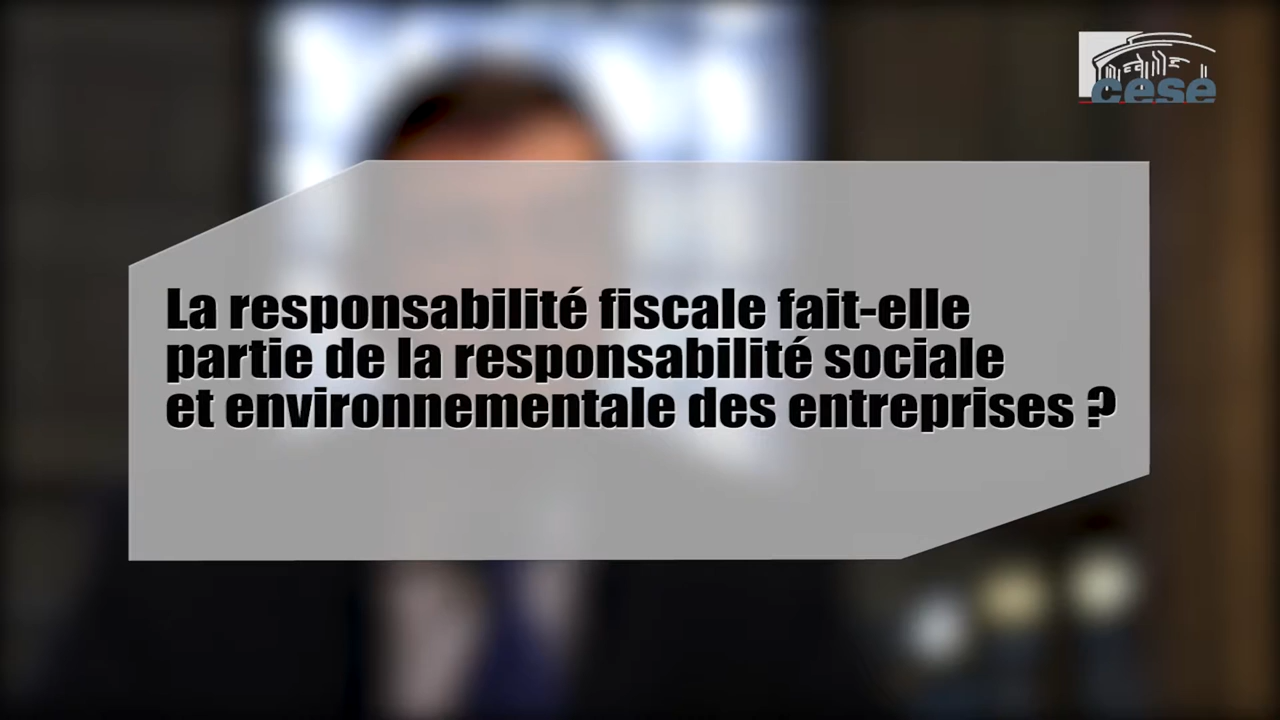 cese
La responsabilité fiscale fait-elle
partie de la responsabilité sociale
et environnementale des entreprises ?